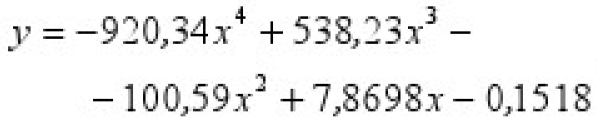 y = −920,34x⁴ + 538,23x³ −
− 100,59x² + 7,8698x − 0,1518